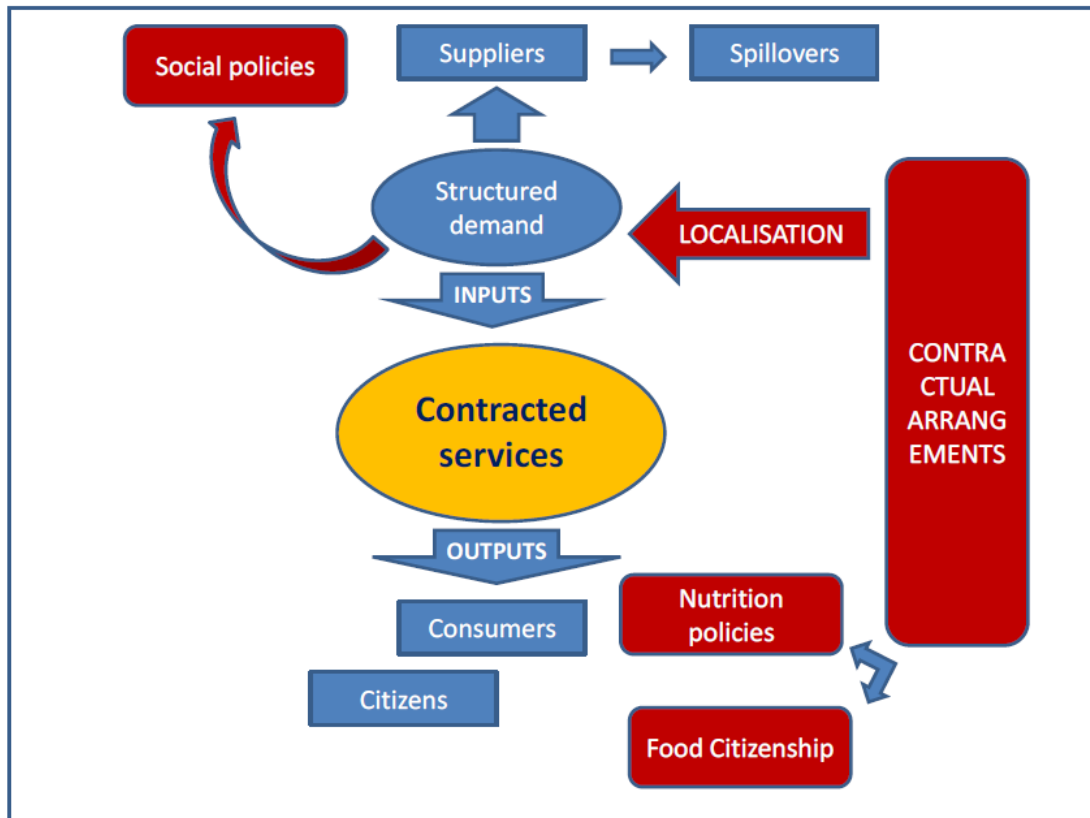 Social policies
Suppliers
Spillovers
Structured
demand
LOCALISATION
INPUTS
CONTRA
CTUAL
ARRANG
EMENTS
Contracted
services
OUTPUTS
Nutrition
policies
Consumers
Citizens
Food Citizenship